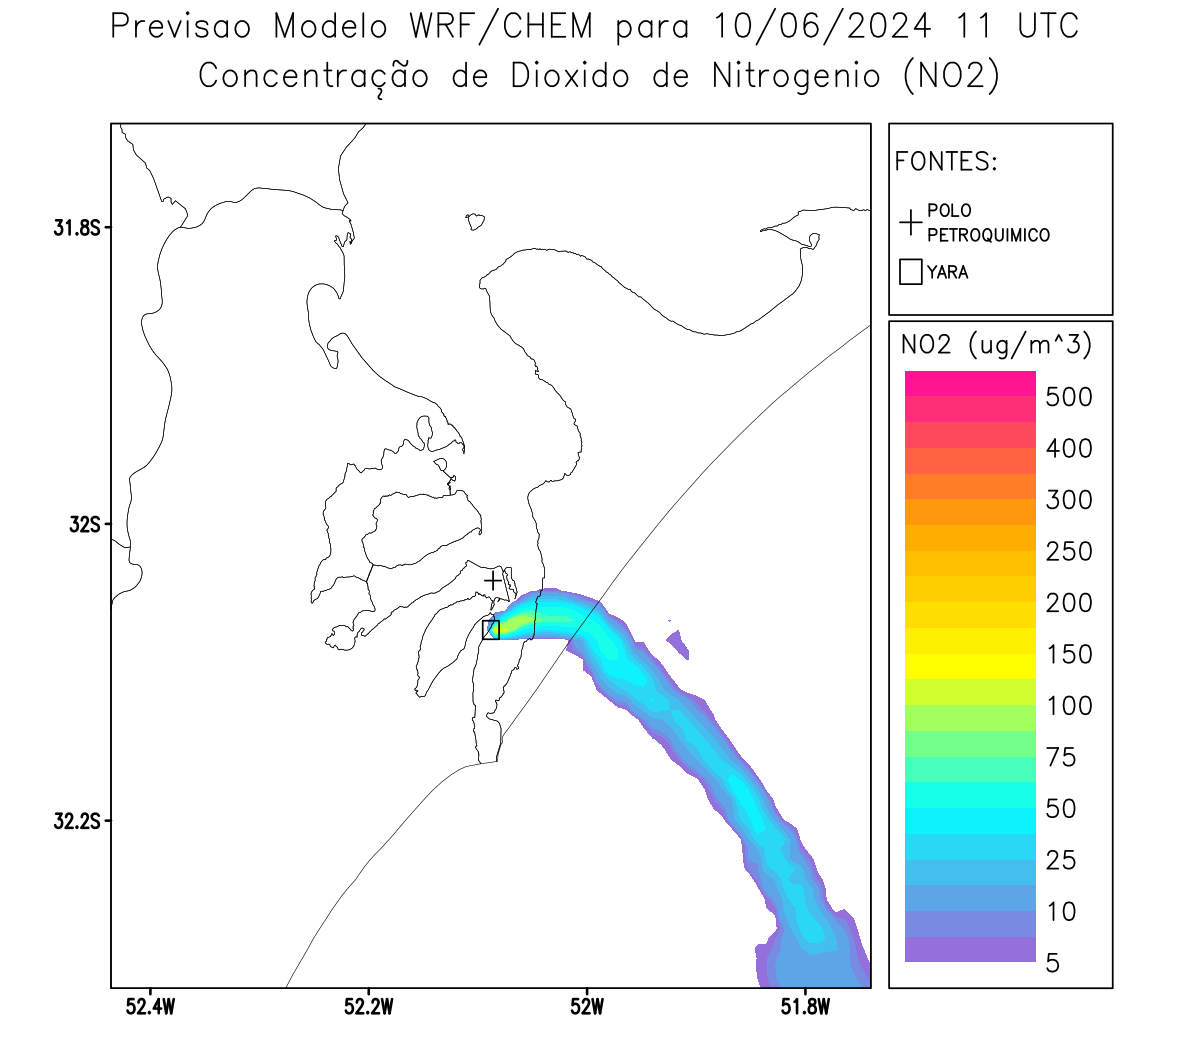 Previsao Modelo WRF/CHEM para 10/06/2024 11 UTC
Concentração de Dioxido de Nitrogenio (NO2)
FONTES:
POLO
PETROQUIMICO
YARA
NO2 (ug/m^3)
500
400
300
250
200
150
100
75
50
25
10
5
31.8S
32S
32.2S
52.4W
52.2W
52W
51.8W